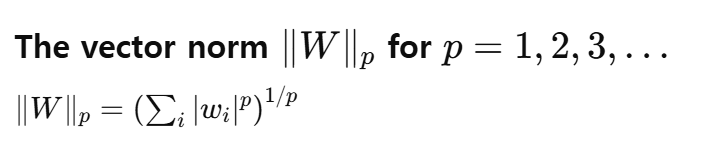 The vector norm ||W||ₚ for p = 1, 2, 3, . . .
||W||ₚ = (∑ᵢ |wᵢ|ᵖ)¹/ᵖ